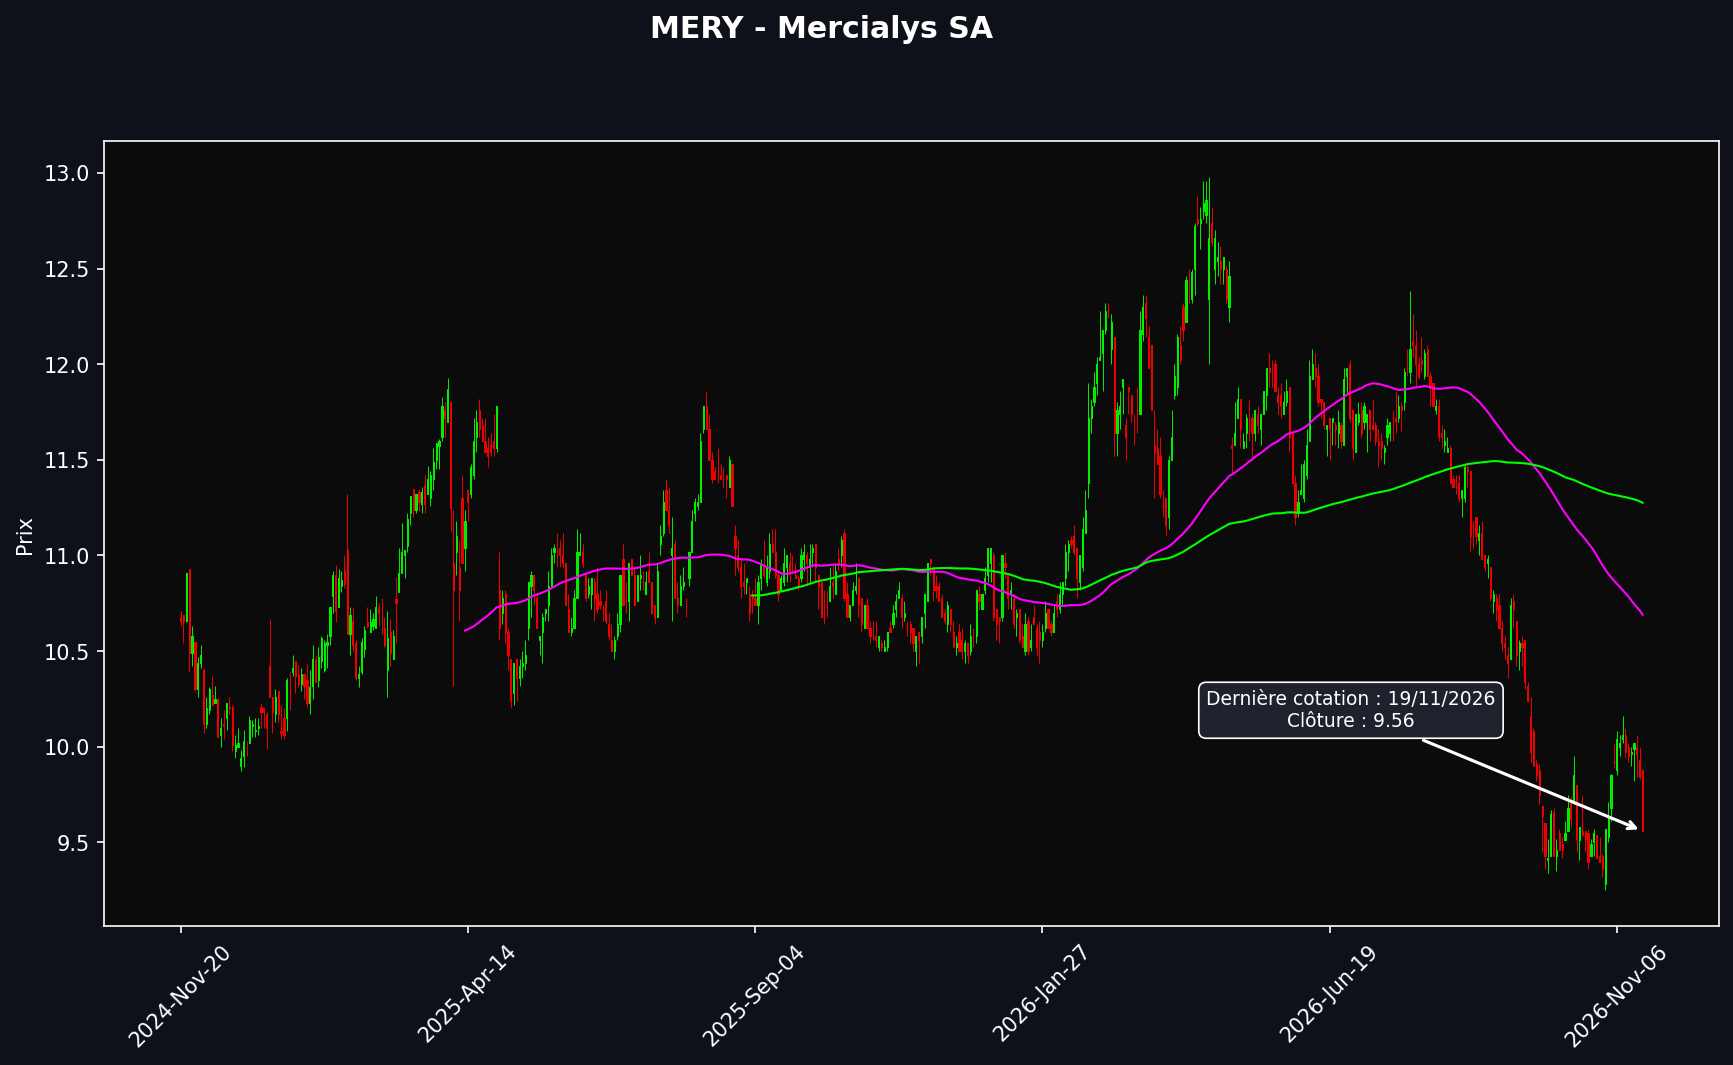 MERY - Mercialys SA
Prix
13.0
12.5
12.0
11.5
11.0
10.5
10.0
9.5
Dernière cotation : 19/11/2026
Clôture : 9.56
2024-Nov-20
2025-Apr-14
2025-Sep-04
2026-Jan-27
2026-Jun-19
2026-Nov-06